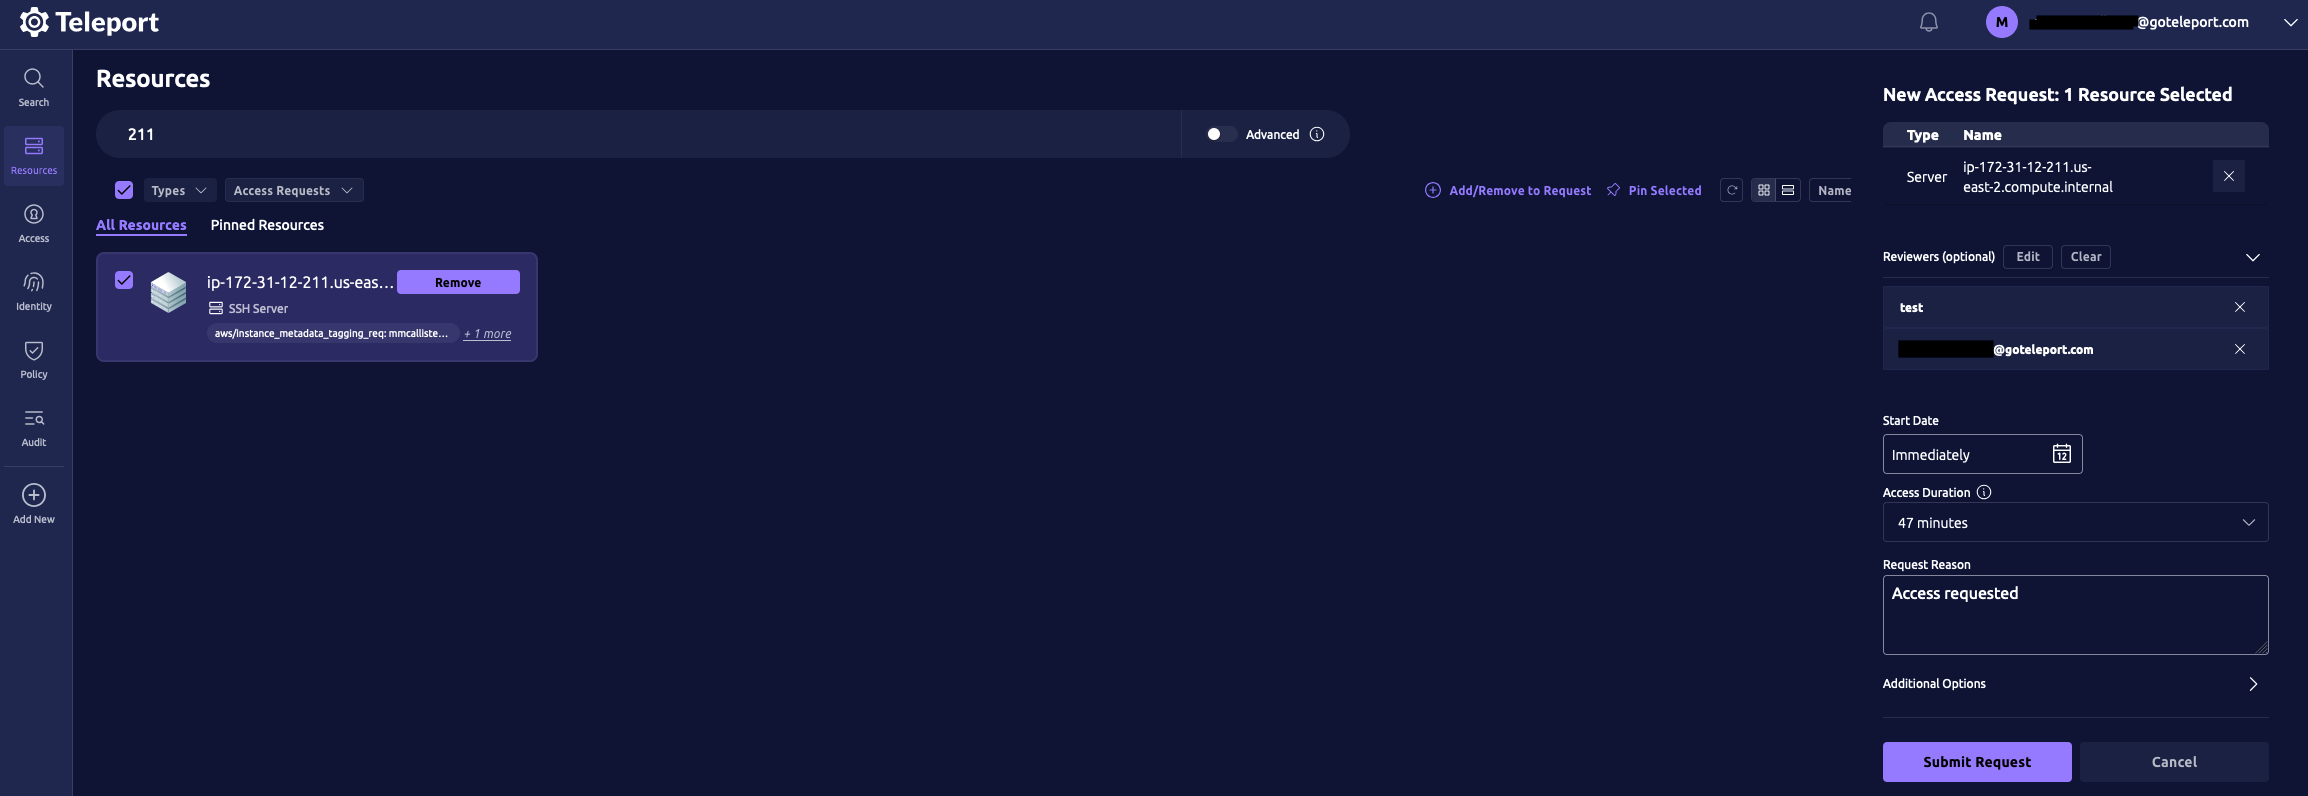 Teleport
M
@goteleport.com
Search
Resources
Access
Identity
Policy
Audit
Add New
Resources
211
Advanced
Types
Access Requests
Add/Remove to Request
Pin Selected
Name
All Resources
Pinned Resources
ip-172-31-12-211.us-eas...
Remove
SSH Server
aws/instance_metadata_tagging_req: mmcalliste...
+ 1 more
New Access Request: 1 Resource Selected
Type Name
Server
ip-172-31-12-211.us-
east-2.compute.internal
Reviewers (optional)
Edit
Clear
test
@goteleport.com
Start Date
Immediately
12
Access Duration
47 minutes
Request Reason
Access requested
Additional Options
Submit Request
Cancel